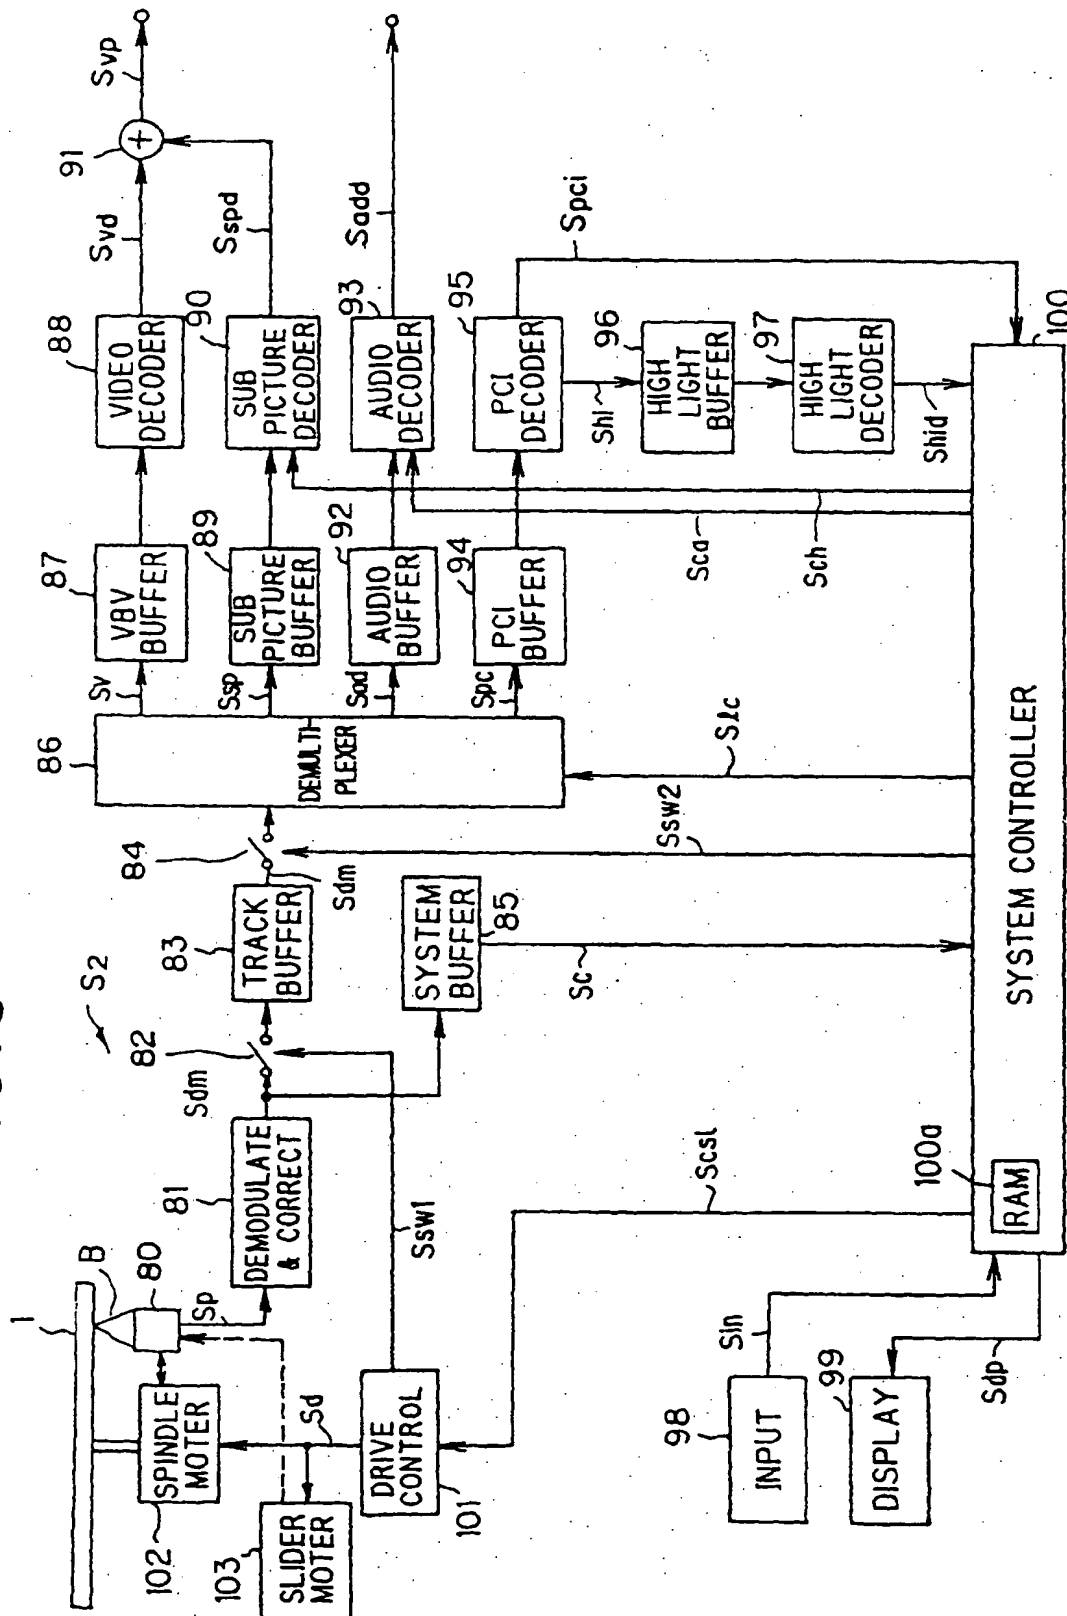 1
B
80
Sp
SPINDLE
MOTER
102
SLIDER
MOTER
103
Sd
DRIVE
CONTROL
101
S2
DEMODULATE
& CORRECT
81
Sdm
82
Ssw1
TRACK
BUFFER
83
84
Sdm
SYSTEM
BUFFER
85
Sc
Ssw2
Slc
86
DEMULTI-
PLEXER
Sv
Ssp
Sad
Spc
87
VBV
BUFFER
88
VIDEO
DECODER
Svd
91
+
Svp
89
SUB
PICTURE
BUFFER
90
SUB
PICTURE
DECODER
Sspd
92
AUDIO
BUFFER
93
AUDIO
DECODER
Sadd
94
PCI
BUFFER
95
PCI
DECODER
Spci
Shl
96
HIGH
LIGHT
BUFFER
97
HIGH
LIGHT
DECODER
Shid
Sca
Sch
Scsl
98
INPUT
Sin
99
DISPLAY
Sdp
100a
RAM
SYSTEM CONTROLLER
100